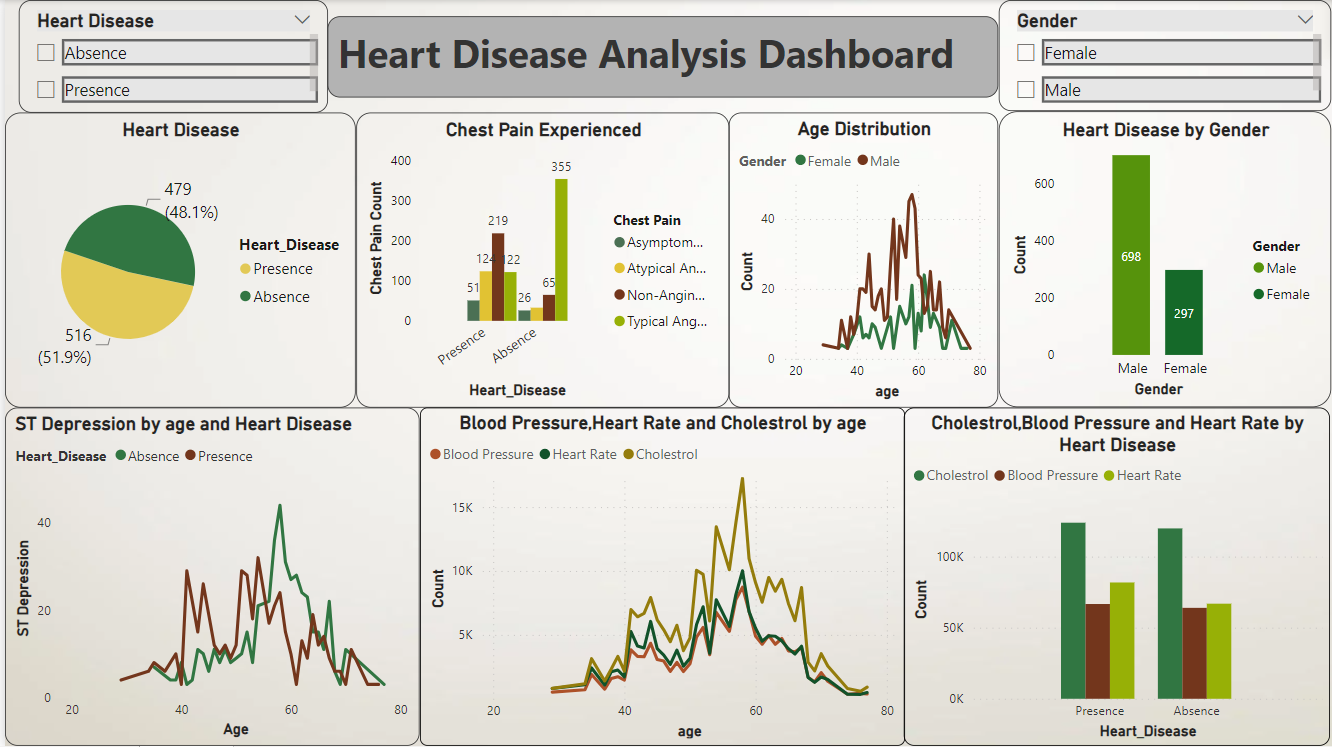 Heart Disease
Absence
Presence
Heart Disease Analysis Dashboard
Gender
Female
Male
Heart Disease
479
(48.1%)
516
(51.9%)
Heart_Disease
Presence
Absence
Chest Pain Experienced
Chest Pain Count
400
300
200
100
0
51
124
219
122
26
65
355
Presence
Absence
Heart_Disease
Chest Pain
Asymptom...
Atypical An...
Non-Angin...
Typical Ang...
Age Distribution
Gender Female Male
Count
40
20
0
20 40 60 80
age
Heart Disease by Gender
Count
600
400
200
0
698
297
Male Female
Gender
Gender
Male
Female
ST Depression by age and Heart Disease
Heart_Disease Absence Presence
ST Depression
40
20
0
20 40 60 80
Age
Blood Pressure,Heart Rate and Cholestrol by age
Blood Pressure Heart Rate Cholestrol
Count
15K
10K
5K
20 40 60 80
age
Cholestrol,Blood Pressure and Heart Rate by
Heart Disease
Cholestrol Blood Pressure Heart Rate
Count
100K
50K
0K
Presence Absence
Heart_Disease